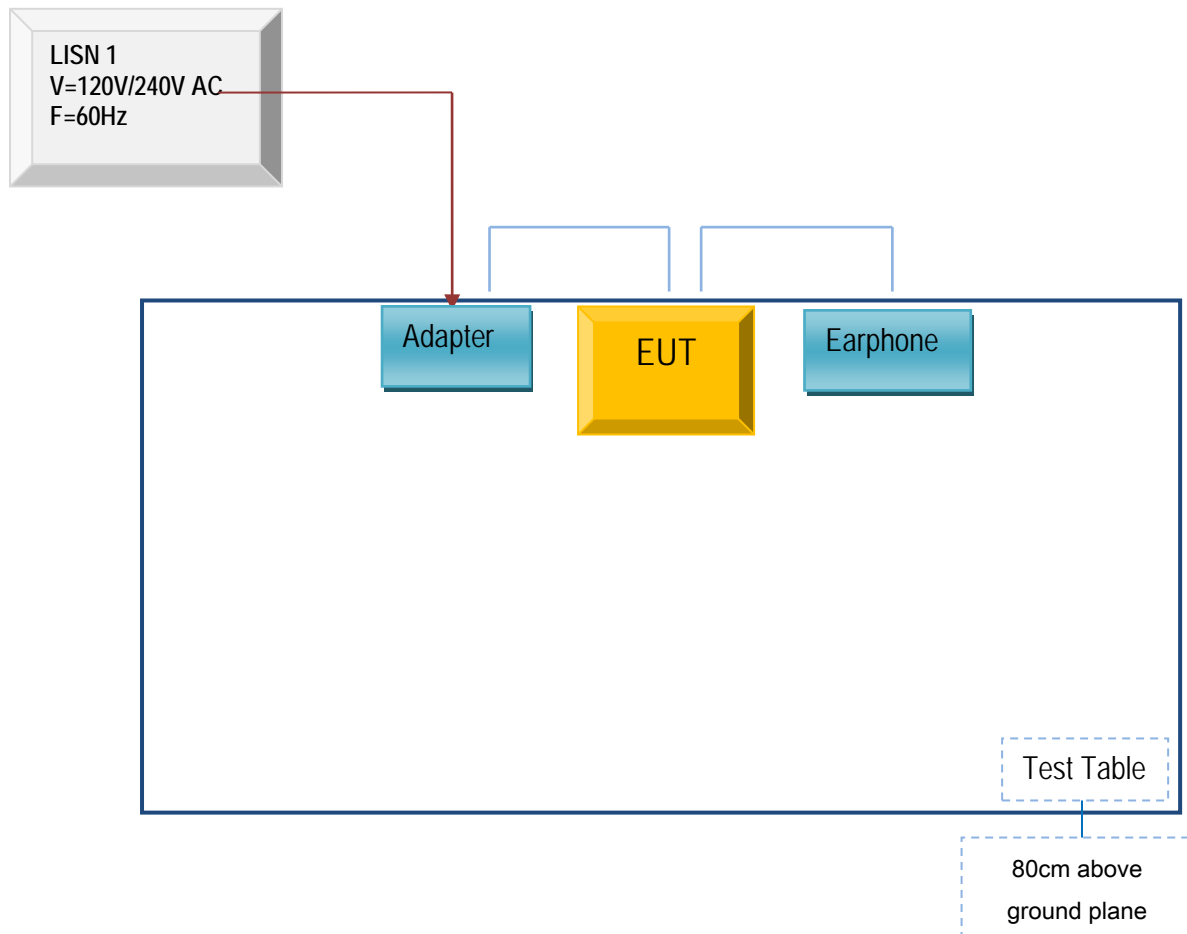 LISN 1
V=120V/240V AC
F=60Hz
Adapter
EUT
Earphone
Test Table
80cm above
ground plane